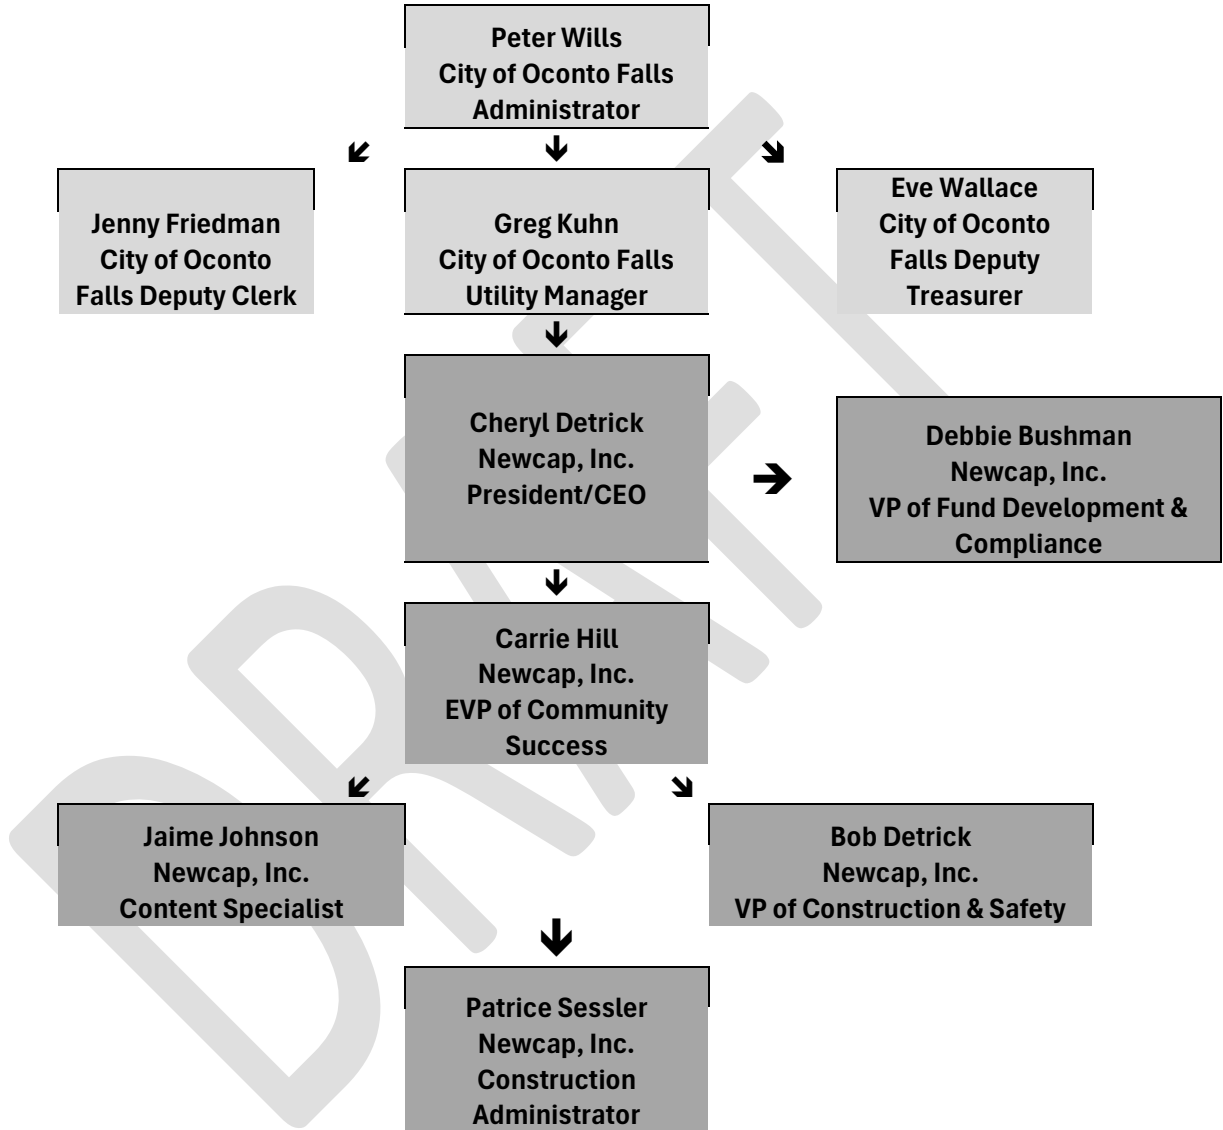 Peter Wills
City of Oconto Falls
Administrator
Jenny Friedman
City of Oconto
Falls Deputy Clerk
Greg Kuhn
City of Oconto Falls
Utility Manager
Eve Wallace
City of Oconto
Falls Deputy
Treasurer
Cheryl Detrick
Newcap, Inc.
President/CEO
Debbie Bushman
Newcap, Inc.
VP of Fund Development &
Compliance
Carrie Hill
Newcap, Inc.
EVP of Community
Success
Jaime Johnson
Newcap, Inc.
Content Specialist
Bob Detrick
Newcap, Inc.
VP of Construction & Safety
Patrice Sessler
Newcap, Inc.
Construction
Administrator
DRAFT